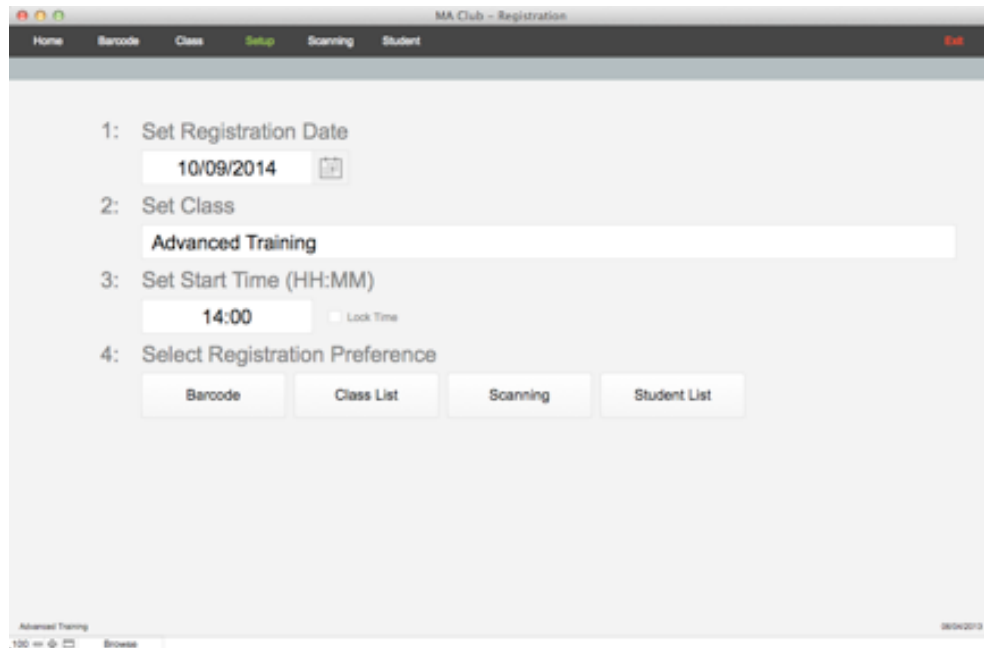 MA Club – Registration
Home Barcode Class Setup Scanning Student Exit
1: Set Registration Date
10/09/2014
2: Set Class
Advanced Training
3: Set Start Time (HH:MM)
14:00 Lock Time
4: Select Registration Preference
Barcode Class List Scanning Student List
Advanced Training
100 Browse